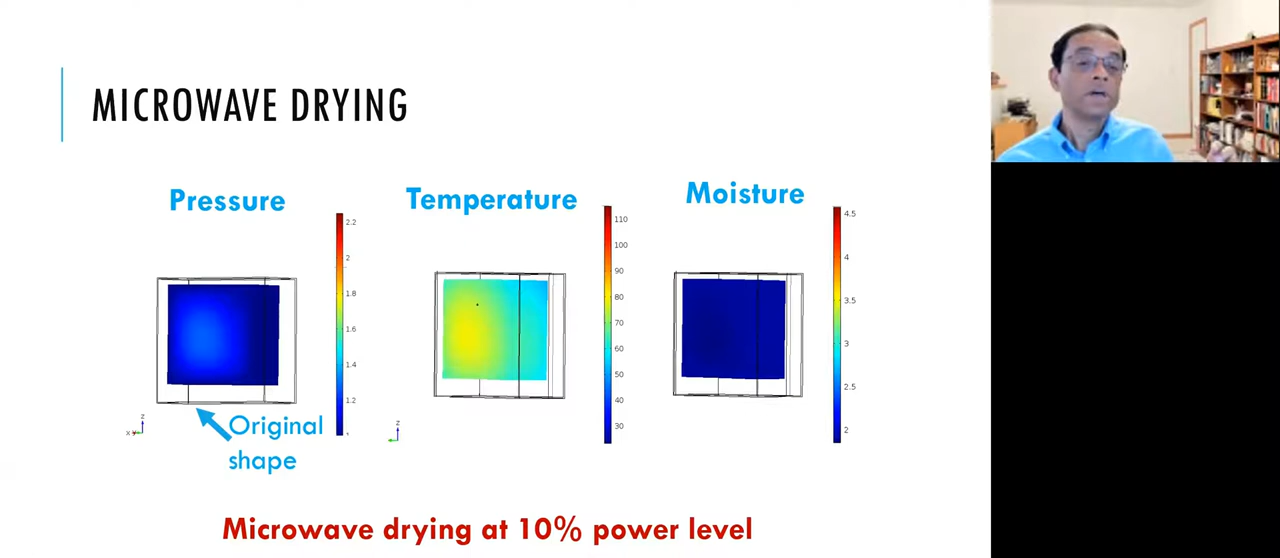 MICROWAVE DRYING
Pressure
Temperature
Moisture
2.2
2
1.8
1.6
1.4
1.2
110
100
90
80
70
60
50
40
30
4.5
4
3.5
3
2.5
2
z
x
z
Original
shape
Microwave drying at 10% power level